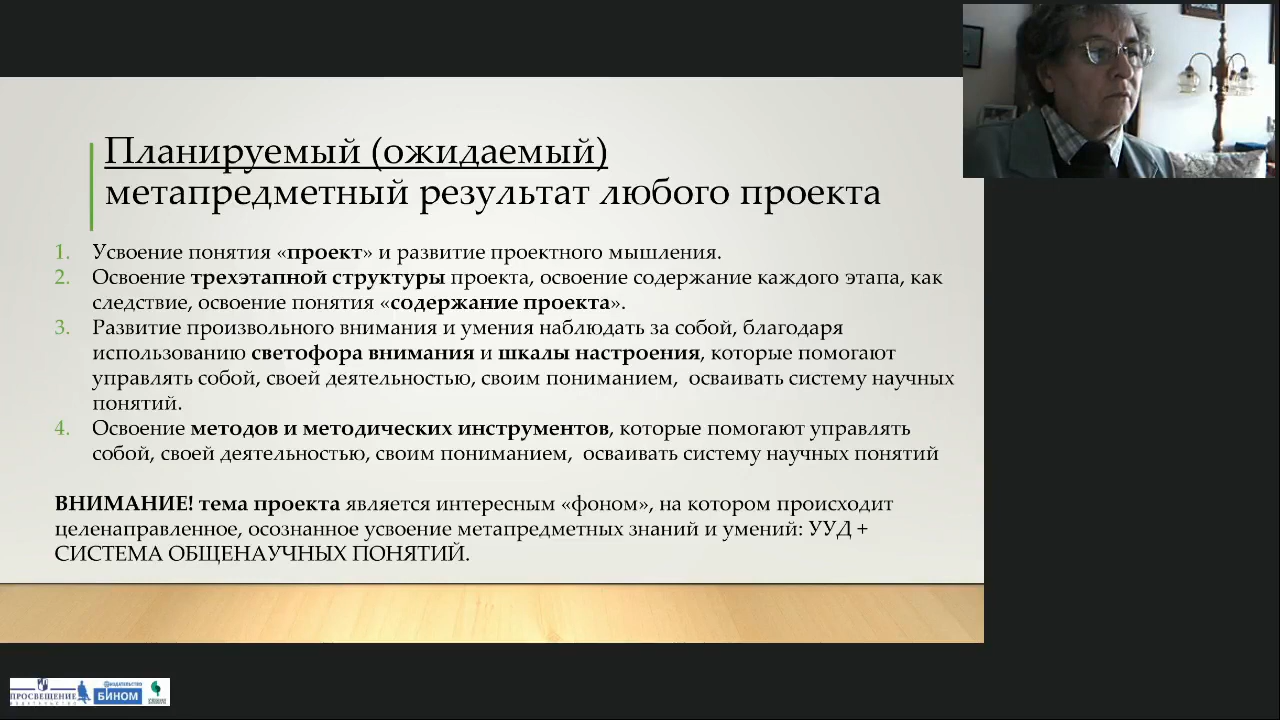 Планируемый (ожидаемый)
метапредметный результат любого проекта
1. Усвоение понятия «проект» и развитие проектного мышления.
2. Освоение трехэтапной структуры проекта, освоение содержание каждого этапа, как
следствие, освоение понятия «содержание проекта».
3. Развитие произвольного внимания и умения наблюдать за собой, благодаря
использованию светофора внимания и шкалы настроения, которые помогают
управлять собой, своей деятельностью, своим пониманием, осваивать систему научных
понятий.
4. Освоение методов и методических инструментов, которые помогают управлять
собой, своей деятельностью, своим пониманием, осваивать систему научных понятий
ВНИМАНИЕ! тема проекта является интересным «фоном», на котором происходит
целенаправленное, осознанное усвоение метапредметных знаний и умений: УУД +
СИСТЕМА ОБЩЕНАУЧНЫХ ПОНЯТИЙ.
ПРОСВЕЩЕНИЕ
ИЗДАТЕЛЬСТВО
ИЗДАТЕЛЬСТВО
БИНОМ